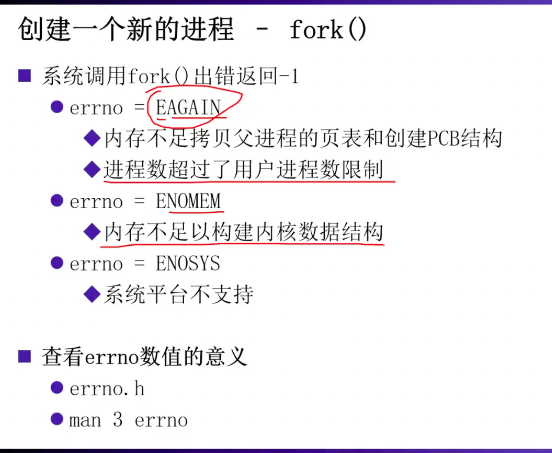 创建一个新的进程 – fork()
系统调用fork()出错返回-1
errno = EAGAIN
内存不足拷贝父进程的页表和创建PCB结构
进程数超过了用户进程数限制
errno = ENOMEM
内存不足以构建内核数据结构
errno = ENOSYS
系统平台不支持
查看errno数值的意义
errno.h
man 3 errno